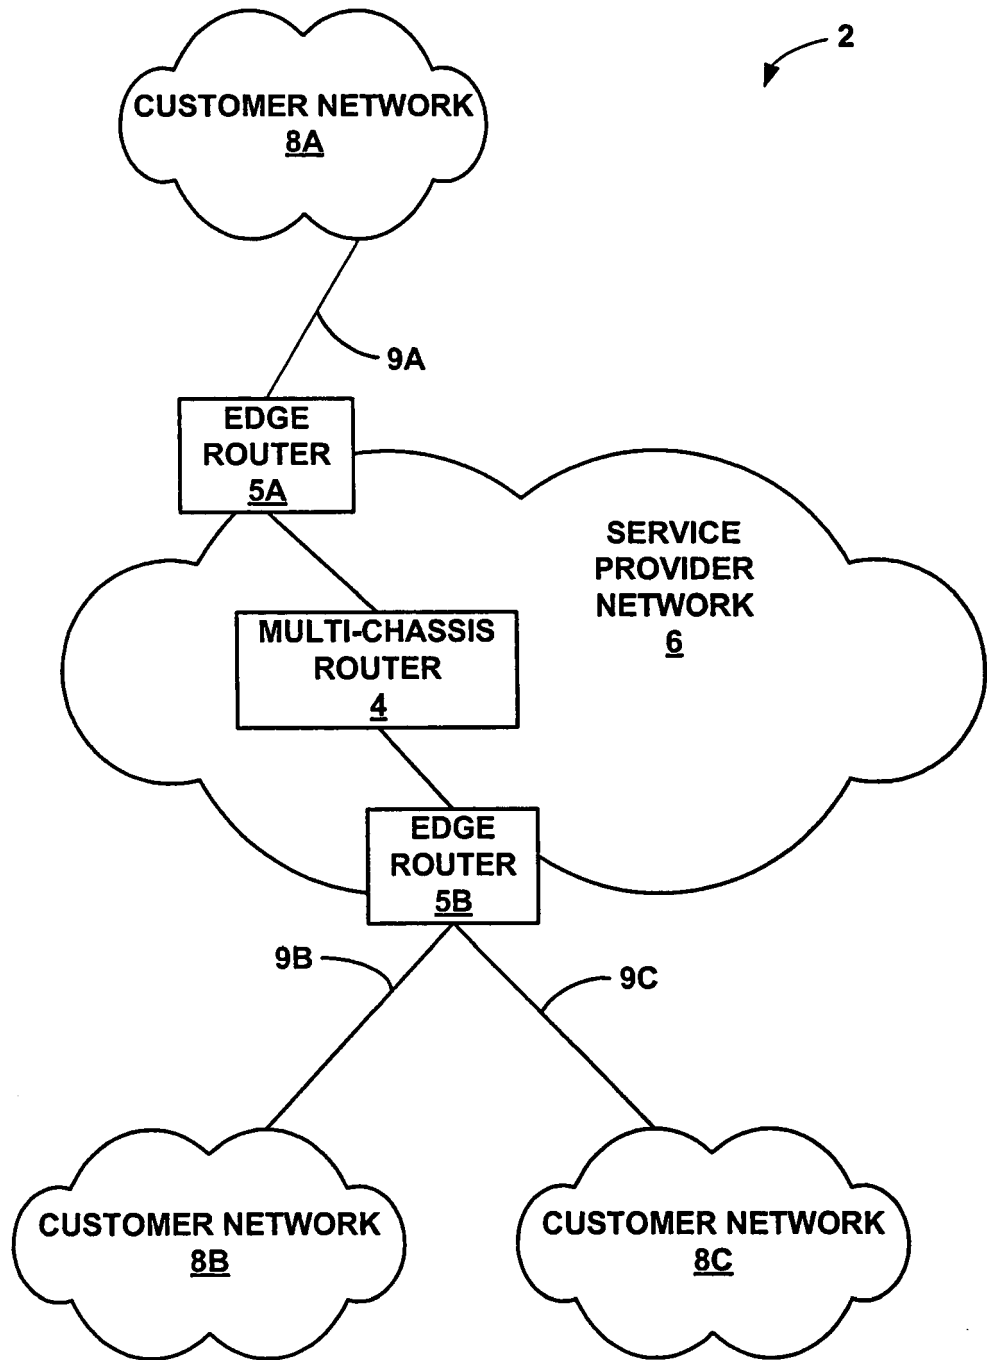 2
CUSTOMER NETWORK
8A
9A
EDGE
ROUTER
5A
SERVICE
PROVIDER
NETWORK
6
MULTI-CHASSIS
ROUTER
4
EDGE
ROUTER
5B
9B
9C
CUSTOMER NETWORK
8B
CUSTOMER NETWORK
8C